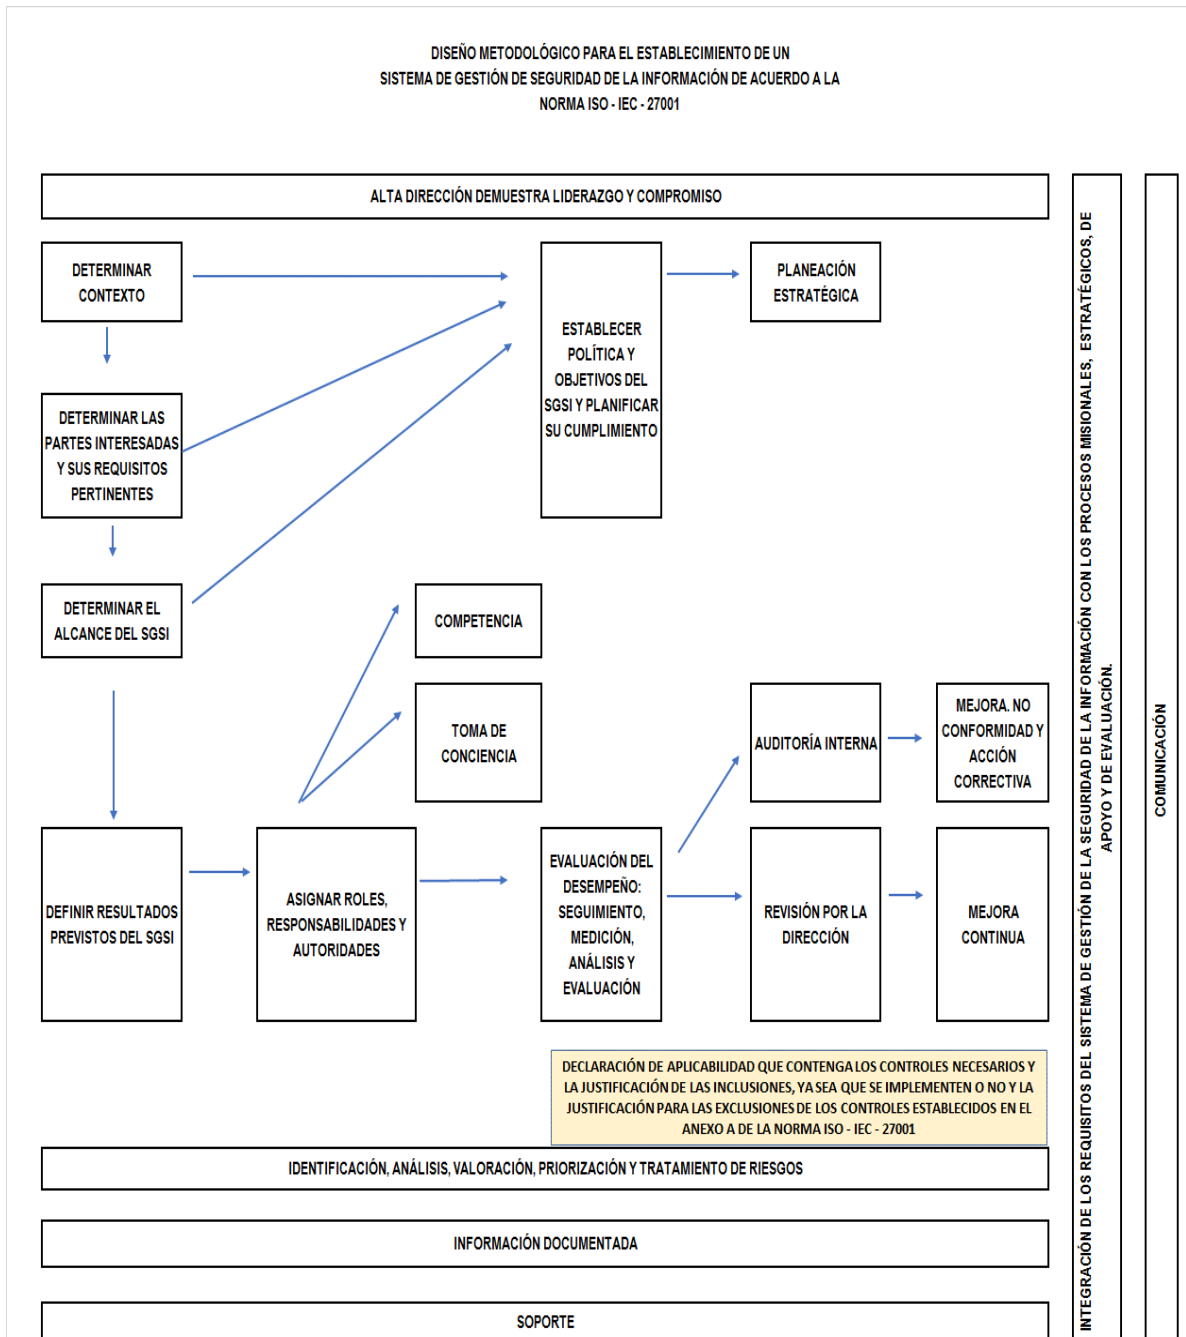 DISEÑO METODOLÓGICO PARA EL ESTABLECIMIENTO DE UN
SISTEMA DE GESTIÓN DE SEGURIDAD DE LA INFORMACIÓN DE ACUERDO A LA
NORMA ISO - IEC - 27001
ALTA DIRECCIÓN DEMUESTRA LIDERAZGO Y COMPROMISO
DETERMINAR
CONTEXTO
ESTABLECER
POLÍTICA Y
OBJETIVOS DEL
SGSI Y PLANIFICAR
SU CUMPLIMIENTO
PLANEACIÓN
ESTRATÉGICA
DETERMINAR LAS
PARTES INTERESADAS
Y SUS REQUISITOS
PERTINENTES
DETERMINAR EL
ALCANCE DEL SGSI
COMPETENCIA
TOMA DE
CONCIENCIA
AUDITORÍA INTERNA
MEJORA. NO
CONFORMIDAD Y
ACCIÓN
CORRECTIVA
DEFINIR RESULTADOS
PREVISTOS DEL SGSI
ASIGNAR ROLES,
RESPONSABILIDADES Y
AUTORIDADES
EVALUACIÓN DEL
DESEMPEÑO:
SEGUIMIENTO,
MEDICIÓN,
ANÁLISIS Y
EVALUACIÓN
REVISIÓN POR LA
DIRECCIÓN
MEJORA
CONTINUA
DECLARACIÓN DE APLICABILIDAD QUE CONTENGA LOS CONTROLES NECESARIOS Y
LA JUSTIFICACIÓN DE LAS INCLUSIONES, YA SEA QUE SE IMPLEMENTEN O NO Y LA
JUSTIFICACIÓN PARA LAS EXCLUSIONES DE LOS CONTROLES ESTABLECIDOS EN EL
ANEXO A DE LA NORMA ISO - IEC - 27001
IDENTIFICACIÓN, ANÁLISIS, VALORACIÓN, PRIORIZACIÓN Y TRATAMIENTO DE RIESGOS
INFORMACIÓN DOCUMENTADA
SOPORTE
INTEGRACIÓN DE LOS REQUISITOS DEL SISTEMA DE GESTIÓN DE LA SEGURIDAD DE LA INFORMACIÓN CON LOS PROCESOS MISIONALES, ESTRATÉGICOS, DE
APOYO Y DE EVALUACIÓN.
COMUNICACIÓN